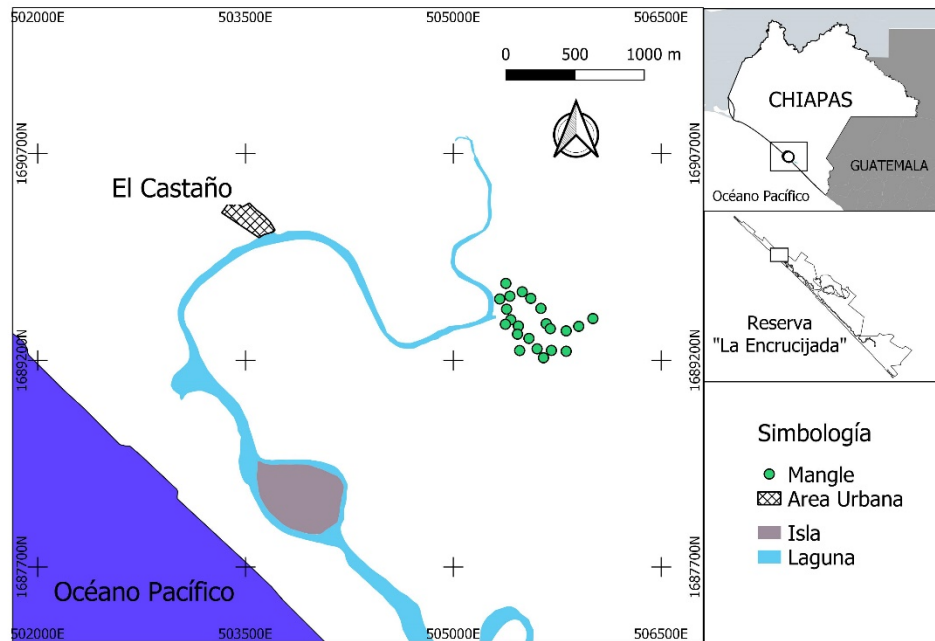 502000E
503500E
505000E
506500E
0 500 1000 m
1690700N
1690700N
El Castaño
1689200N
1689200N
1687700N
1687700N
Océano Pacífico
502000E
503500E
505000E
506500E
CHIAPAS
GUATEMALA
Océano Pacífico
Reserva
"La Encrucijada"
Simbología
Mangle
Area Urbana
Isla
Laguna